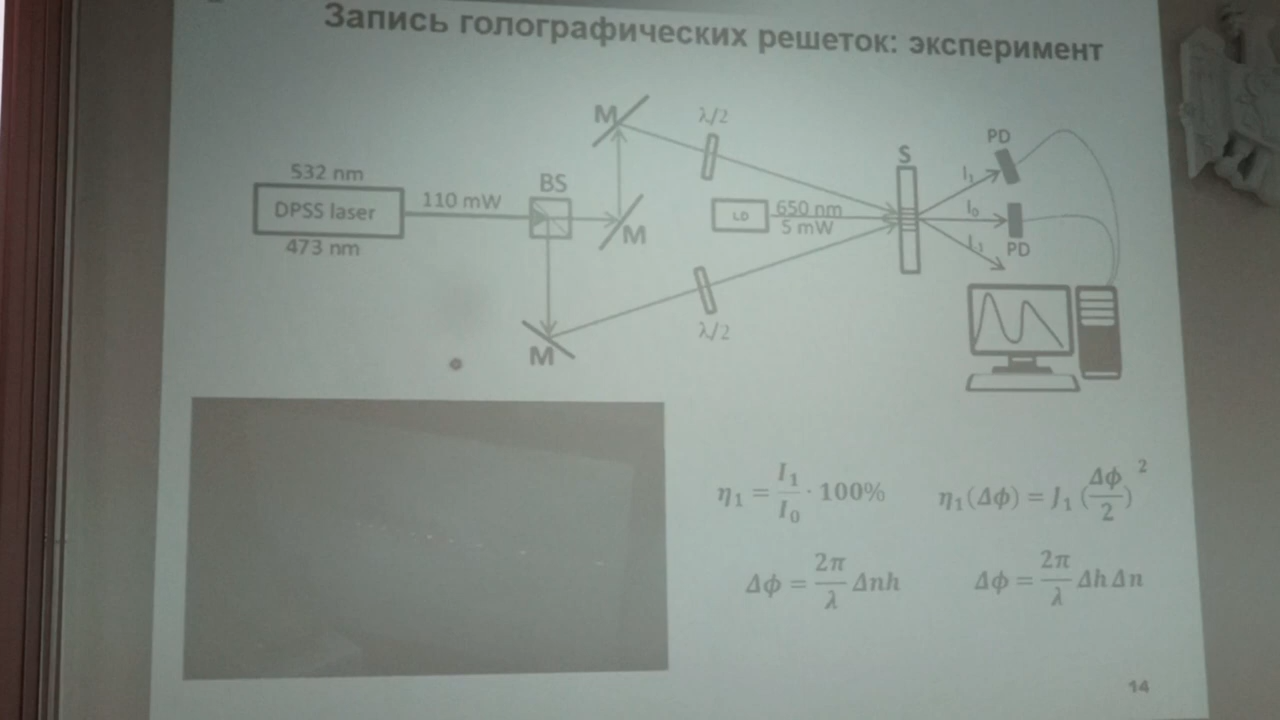 Запись голографических решеток: эксперимент
M
λ/2
PD
532 nm
DPSS laser
473 nm
110 mW
BS
M
LD
650 nm
5 mW
S
I₁
I₀
PD
M
λ/2
η₁ = I₁/I₀ · 100%
η₁(Δϕ) = J₁ (Δϕ/2)²
Δϕ = 2π/λ Δnh
Δϕ = 2π/λ Δh Δn
14